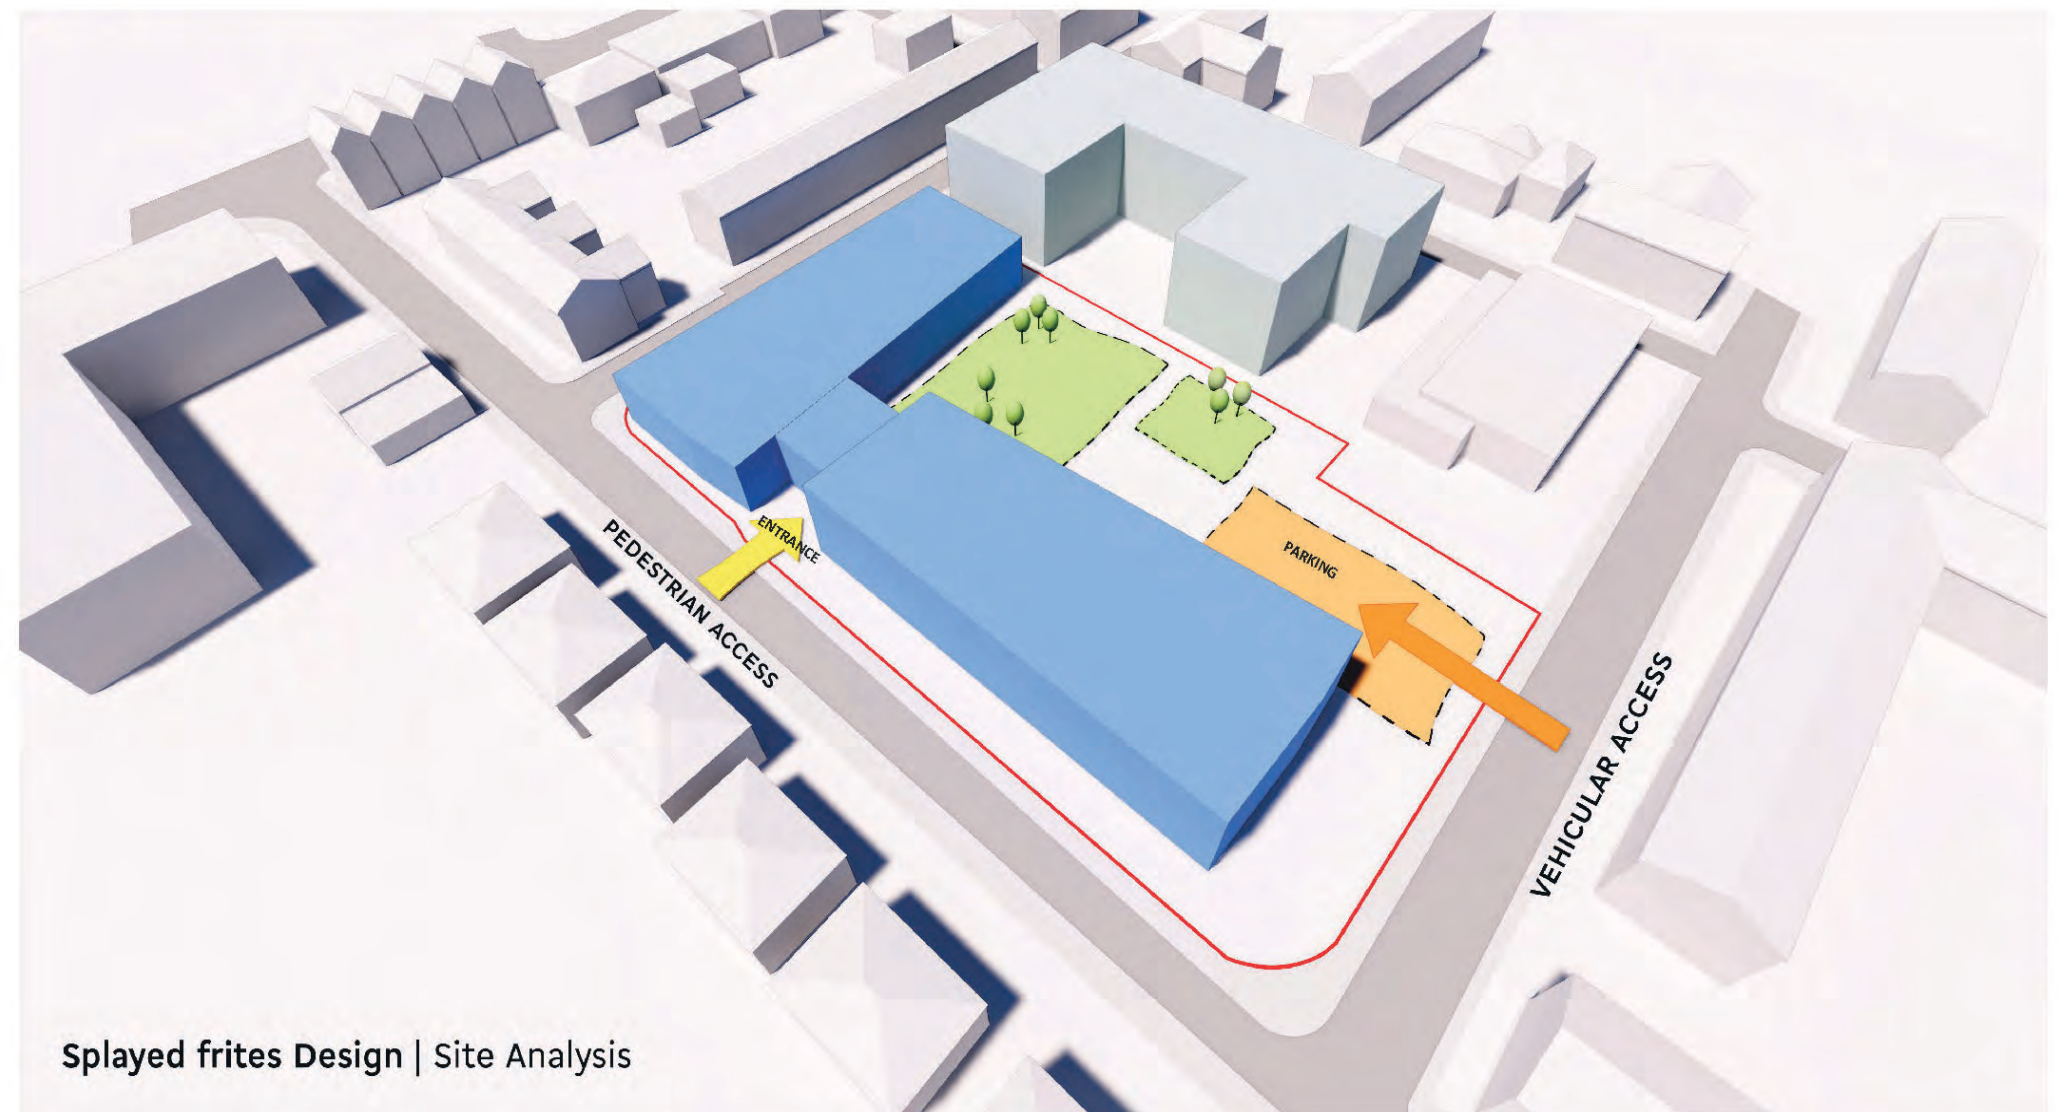 ENTRANCE
PEDESTRIAN ACCESS
PARKING
VEHICULAR ACCESS
Splayed frites Design | Site Analysis